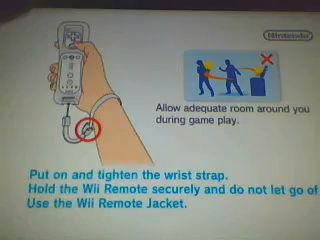 Nintendo
Allow adequate room around you
during game play.
Put on and tighten the wrist strap.
Hold the Wii Remote securely and do not let go of
Use the Wii Remote Jacket.